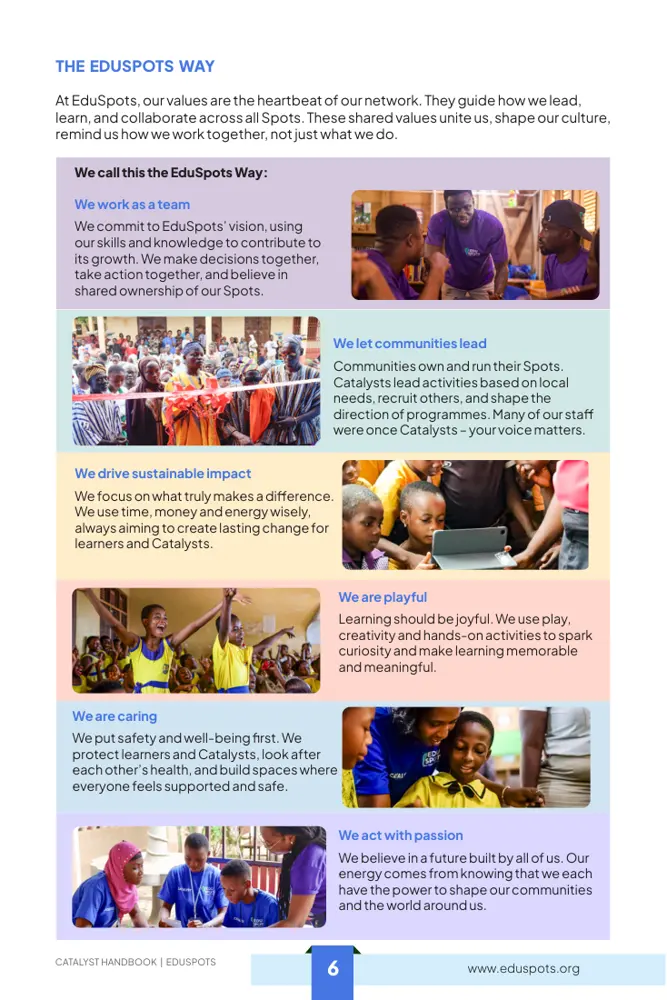 THE EDUSPOTS WAY
At EduSpots, our values are the heartbeat of our network. They guide how we lead,
learn, and collaborate across all Spots. These shared values unite us, shape our culture,
remind us how we work together, not just what we do.
We call this the EduSpots Way:
We work as a team
We commit to EduSpots' vision, using
our skills and knowledge to contribute to
its growth. We make decisions together,
take action together, and believe in
shared ownership of our Spots.
We let communities lead
Communities own and run their Spots.
Catalysts lead activities based on local
needs, recruit others, and shape the
direction of programmes. Many of our staff
were once Catalysts – your voice matters.
We drive sustainable impact
We focus on what truly makes a difference.
We use time, money and energy wisely,
always aiming to create lasting change for
learners and Catalysts.
We are playful
Learning should be joyful. We use play,
creativity and hands-on activities to spark
curiosity and make learning memorable
and meaningful.
We are caring
We put safety and well-being first. We
protect learners and Catalysts, look after
each other's health, and build spaces where
everyone feels supported and safe.
We act with passion
We believe in a future built by all of us. Our
energy comes from knowing that we each
have the power to shape our communities
and the world around us.
CATALYST HANDBOOK | EDUSPOTS
6
www.eduspots.org